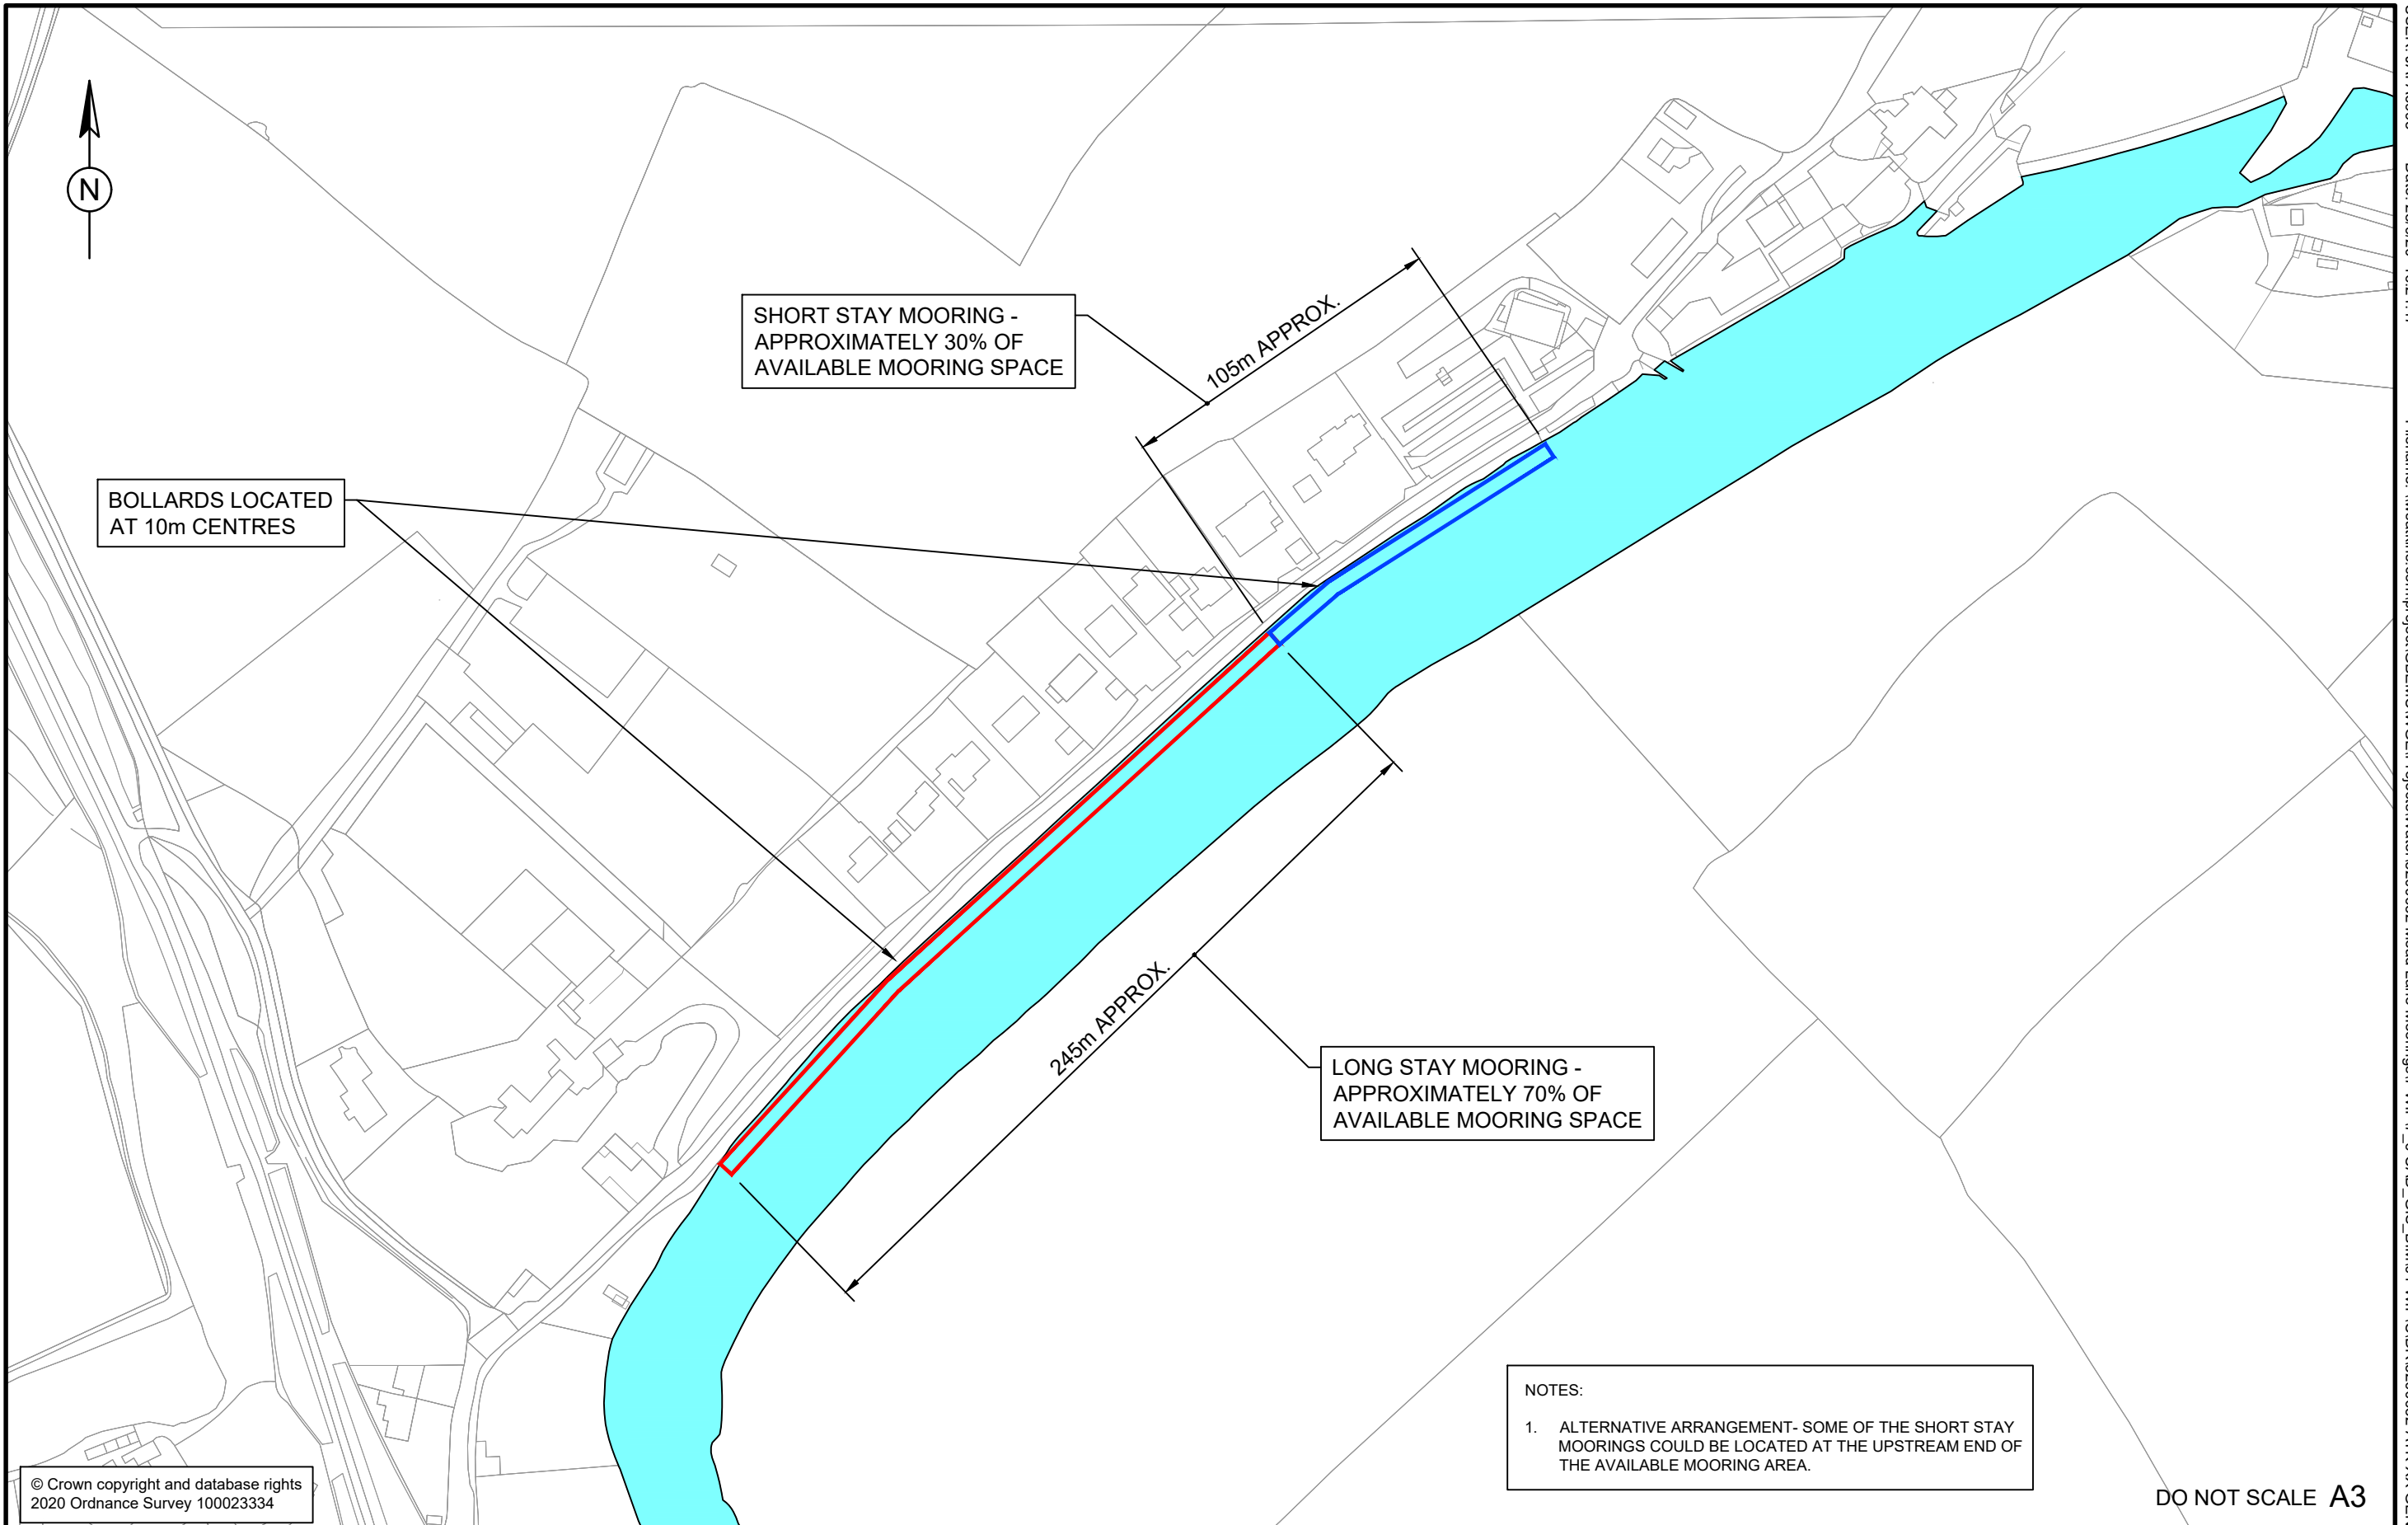 N
SHORT STAY MOORING -
APPROXIMATELY 30% OF
AVAILABLE MOORING SPACE
105m APPROX.
BOLLARDS LOCATED
AT 10m CENTRES
245m APPROX.
LONG STAY MOORING -
APPROXIMATELY 70% OF
AVAILABLE MOORING SPACE
NOTES:
1. ALTERNATIVE ARRANGEMENT- SOME OF THE SHORT STAY
MOORINGS COULD BE LOCATED AT THE UPSTREAM END OF
THE AVAILABLE MOORING AREA.
© Crown copyright and database rights
2020 Ordnance Survey 100023334
DO NOT SCALE A3